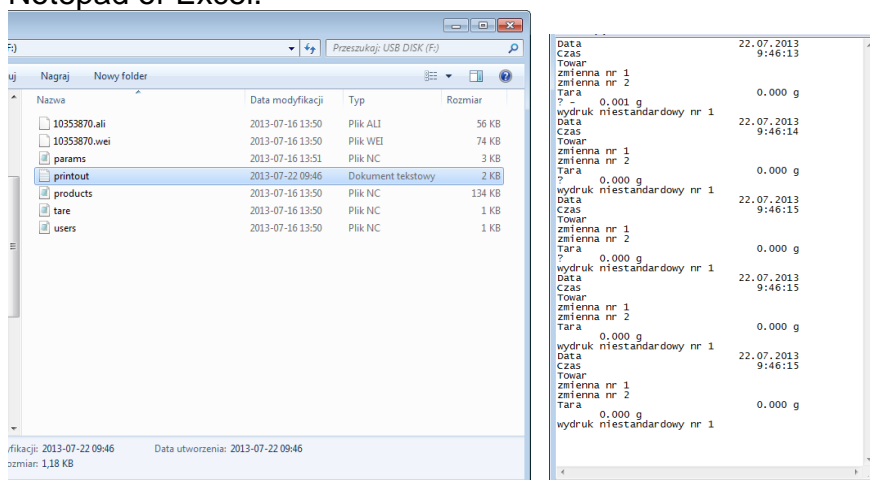 Notepad or Excel.
F:)
Przeszukaj: USB DISK (F:)
uj Nagraj Nowy folder
Nazwa Data modyfikacji Typ Rozmiar
10353870.ali 2013-07-16 13:50 Plik ALI 56 KB
10353870.wei 2013-07-16 13:50 Plik WEI 74 KB
params 2013-07-16 13:51 Plik NC 3 KB
printout 2013-07-22 09:46 Dokument tekstowy 2 KB
products 2013-07-16 13:50 Plik NC 134 KB
tare 2013-07-16 13:50 Plik NC 1 KB
users 2013-07-16 13:50 Plik NC 1 KB
yfikacji: 2013-07-22 09:46 Data utworzenia: 2013-07-22 09:46
ozmiar: 1,18 KB
Data 22.07.2013
Czas 9:46:13
Towar
zmienna nr 1
zmienna nr 2
Tara 0.000 g
? - 0.001 g
wydruk niestandardowy nr 1
Data 22.07.2013
Czas 9:46:14
Towar
zmienna nr 1
zmienna nr 2
Tara 0.000 g
? 0.000 g
wydruk niestandardowy nr 1
Data 22.07.2013
Czas 9:46:15
Towar
zmienna nr 1
zmienna nr 2
Tara 0.000 g
? 0.000 g
wydruk niestandardowy nr 1
Data 22.07.2013
Czas 9:46:15
Towar
zmienna nr 1
zmienna nr 2
Tara 0.000 g
0.000 g
wydruk niestandardowy nr 1
Data 22.07.2013
Czas 9:46:15
Towar
zmienna nr 1
zmienna nr 2
Tara 0.000 g
0.000 g
wydruk niestandardowy nr 1